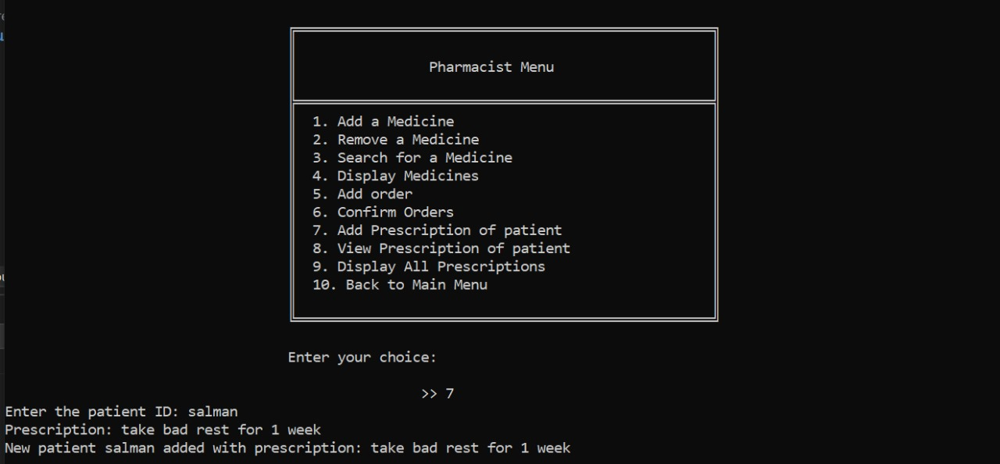 Pharmacist Menu
1. Add a Medicine
2. Remove a Medicine
3. Search for a Medicine
4. Display Medicines
5. Add order
6. Confirm Orders
7. Add Prescription of patient
8. View Prescription of patient
9. Display All Prescriptions
10. Back to Main Menu
Enter your choice:
>> 7
Enter the patient ID: salman
Prescription: take bad rest for 1 week
New patient salman added with prescription: take bad rest for 1 week